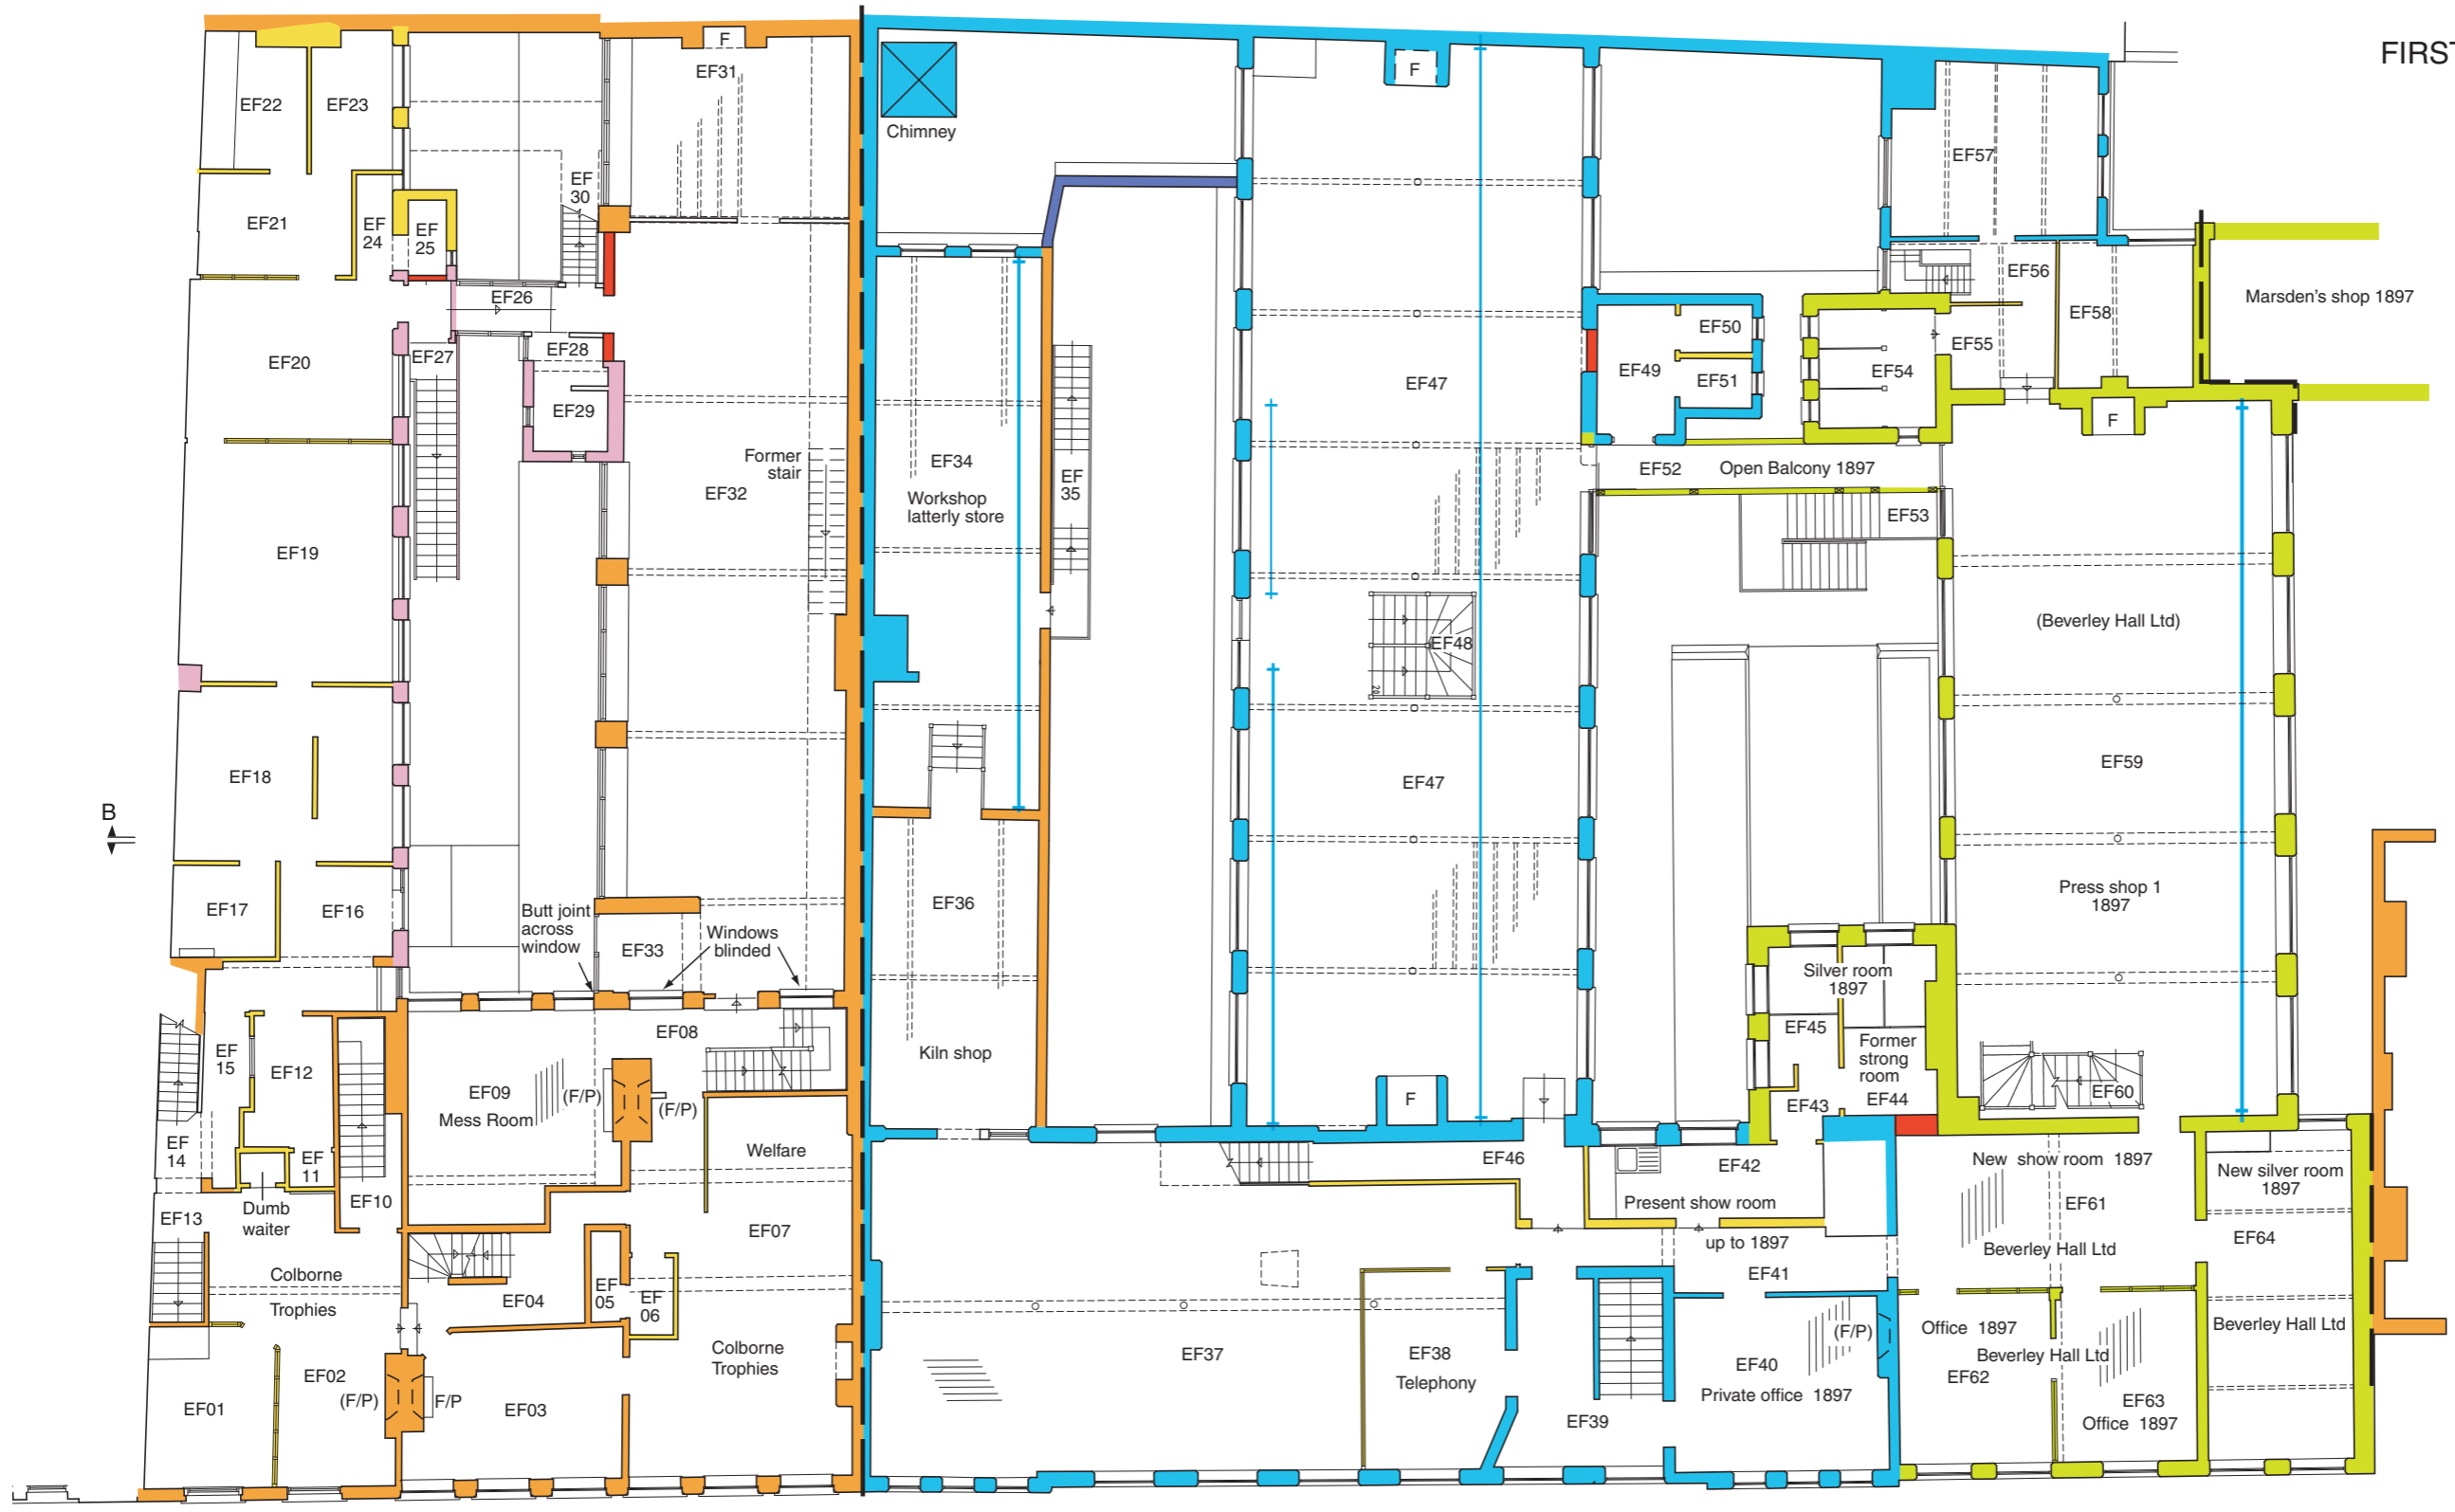 FIRST
F
F
EF31
EF22
EF23
Chimney
EF57
EF
30
EF21
EF
24
EF
25
EF56
EF26
Marsden's shop 1897
EF58
EF50
EF55
EF28
EF27
EF20
EF49
EF54
EF51
EF47
EF29
F
Former
stair
EF34
EF52
Open Balcony 1897
EF
35
EF32
Workshop
latterly store
EF53
EF19
(Beverley Hall Ltd)
EF48
20
EF18
EF47
EF59
B
Press shop 1
1897
EF36
EF17
EF16
Butt joint
across
window
Windows
blinded
EF33
Silver room
1897
EF08
EF45
EF
15
EF12
Kiln shop
Former
strong
room
EF09
Mess Room
(F/P)
(F/P)
F
EF60
EF43
EF44
EF
14
EF
11
Welfare
EF46
EF42
New show room 1897
New silver room
1897
EF10
Present show room
EF61
Dumb
waiter
EF13
EF07
EF64
up to 1897
Beverley Hall Ltd
Colborne
EF41
EF
05
EF
06
EF04
Trophies
Beverley Hall Ltd
Office 1897
(F/P)
Colborne
Trophies
EF37
EF38
Beverley Hall Ltd
EF40
EF02
EF62
Telephony
Private office 1897
(F/P)
F/P
EF01
EF03
EF63
EF39
Office 1897